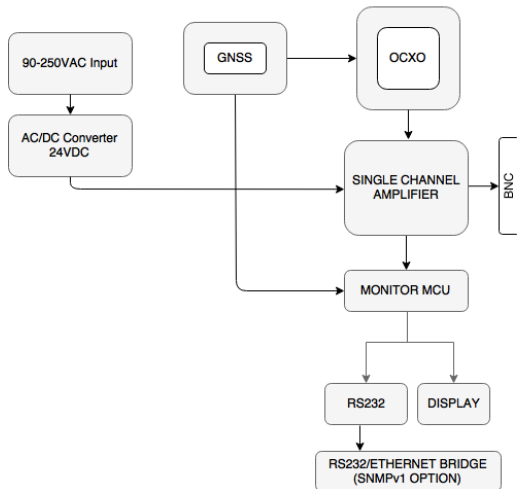 90-250VAC Input
GNSS
OCXO
AC/DC Converter
24VDC
SINGLE CHANNEL
AMPLIFIER
BNC
MONITOR MCU
RS232
DISPLAY
RS232/ETHERNET BRIDGE
(SNMPv1 OPTION)